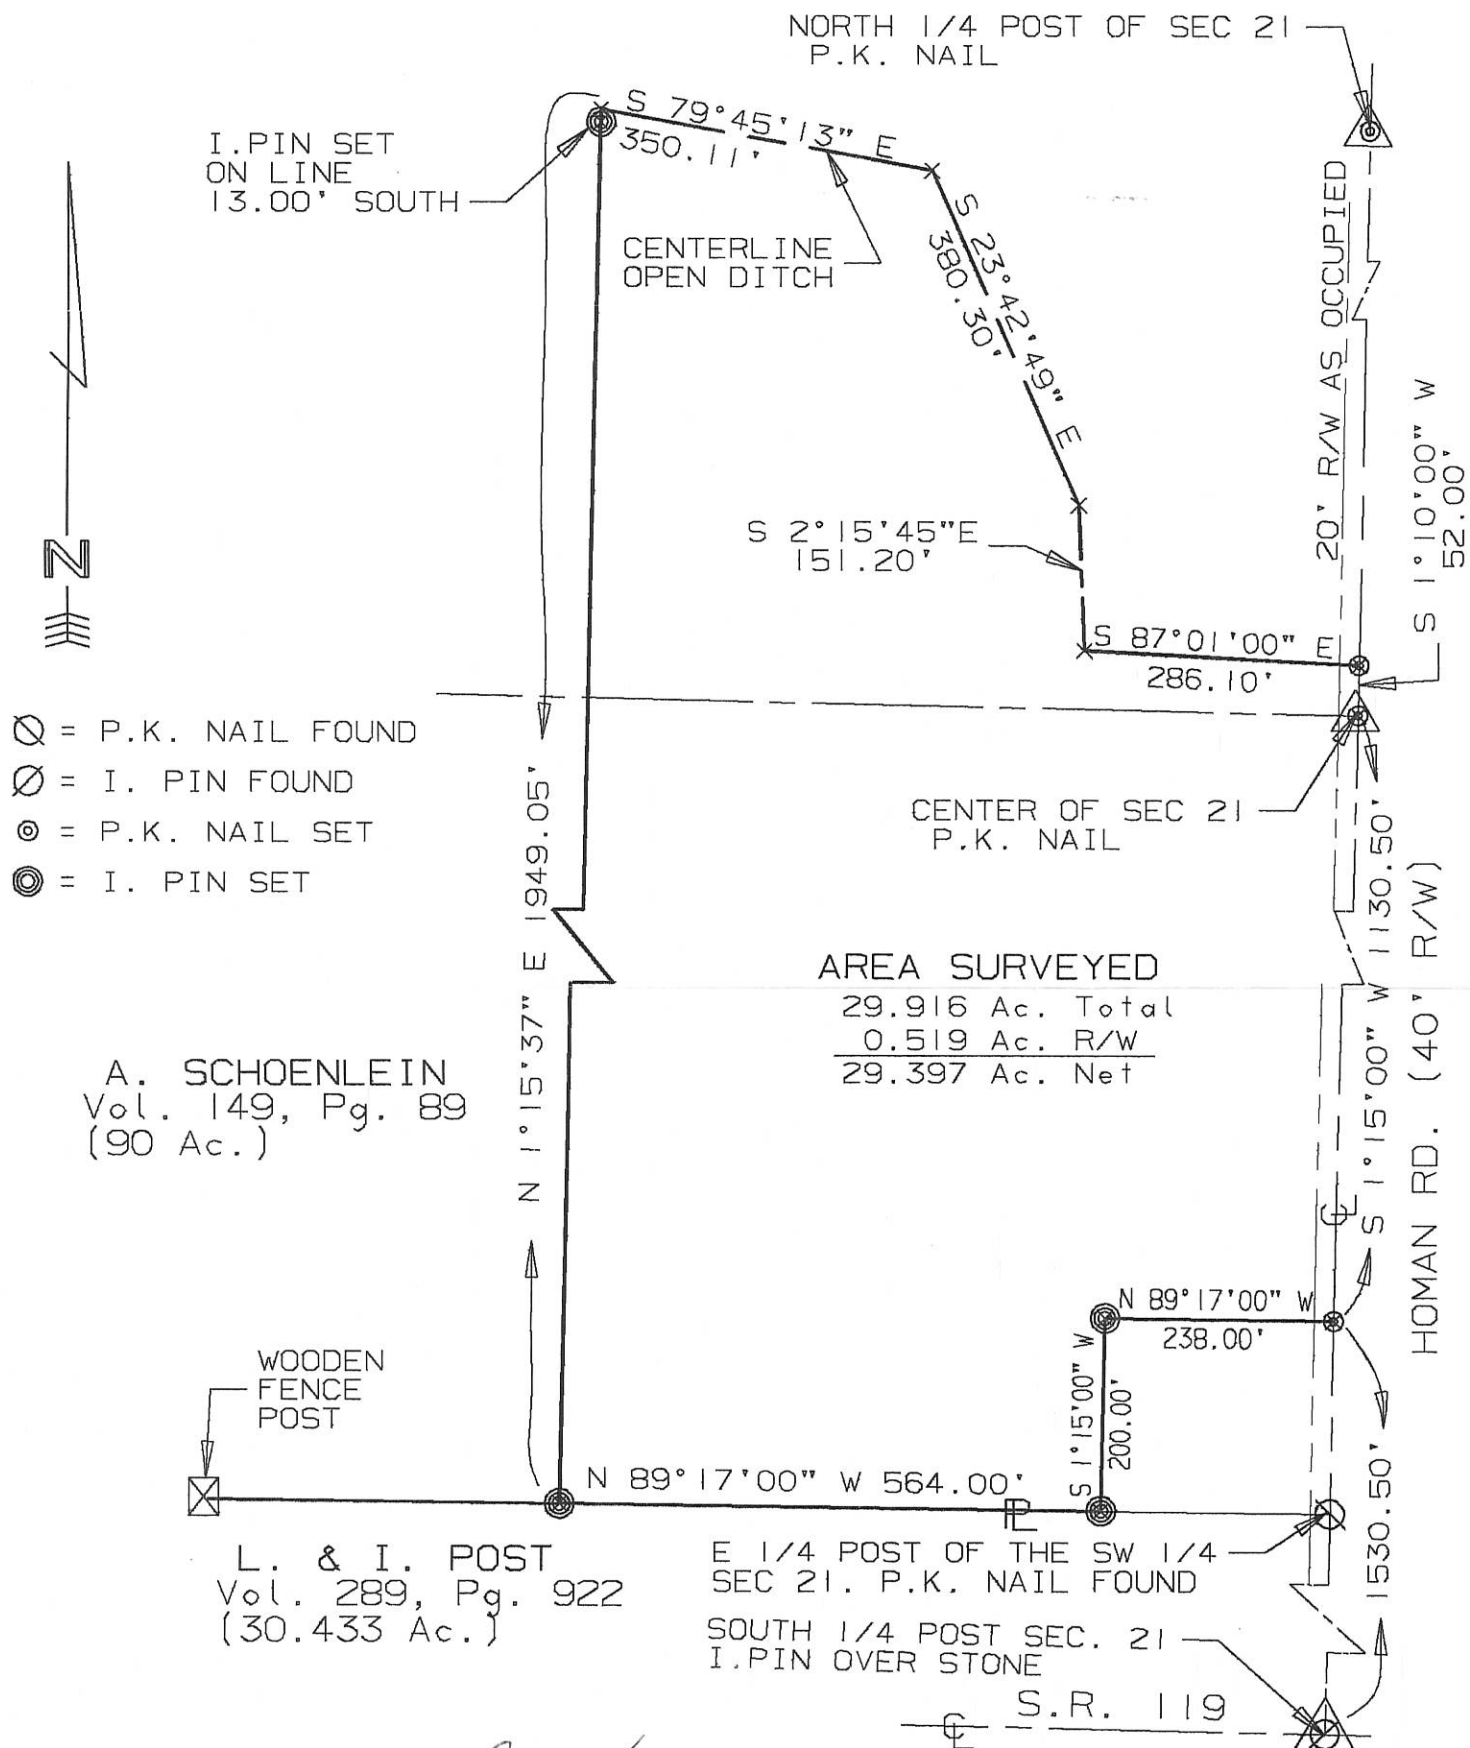 NORTH 1/4 POST OF SEC 21
P.K. NAIL
I.PIN SET
ON LINE
13.00' SOUTH
S 79°45'13" E
350.11'
CENTERLINE
OPEN DITCH
S 23°42'49" E
380.30'
20' R/W AS OCCUPIED
S 1°10'00" W
52.00'
S 2°15'45"E
151.20'
N
S 87°01'00" E
286.10'
= P.K. NAIL FOUND
= I. PIN FOUND
= P.K. NAIL SET
= I. PIN SET
CENTER OF SEC 21
P.K. NAIL
N 1°15'37" E 1949.05'
S 1°15'00" W 1130.50'
HOMAN RD. (40' R/W)
AREA SURVEYED
29.916 Ac. Total
0.519 Ac. R/W
29.397 Ac. Net
A. SCHOENLEIN
Vol. 149, Pg. 89
(90 Ac.)
CL
N 89°17'00" W
238.00'
S 1°15'00" W
200.00'
WOODEN
FENCE
POST
N 89°17'00" W 564.00'
PL
1530.50'
L. & I. POST
Vol. 289, Pg. 922
(30.433 Ac.)
E 1/4 POST OF THE SW 1/4
SEC 21. P.K. NAIL FOUND
SOUTH 1/4 POST SEC. 21
I.PIN OVER STONE
S.R. 119
CL